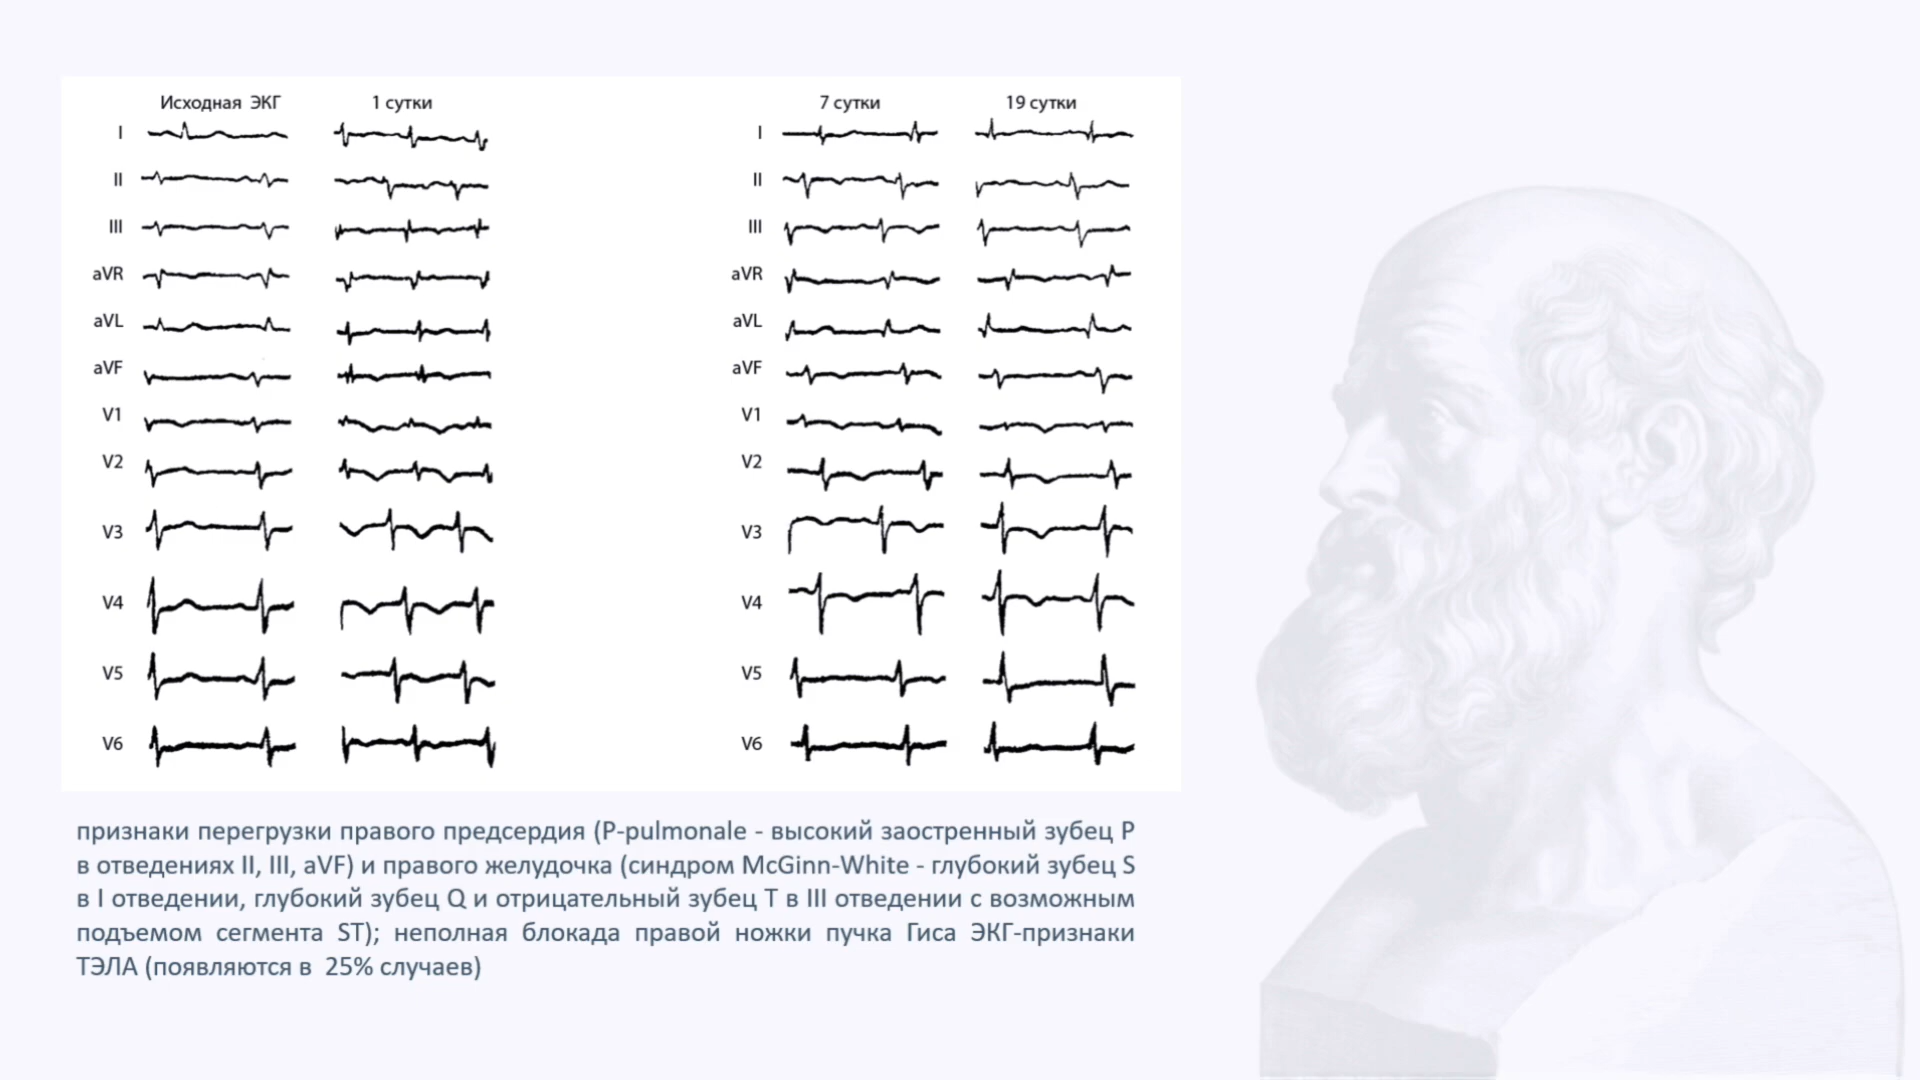 Исходная ЭКГ 1 сутки 7 сутки 19 сутки
I I
II II
III III
aVR aVR
aVL aVL
aVF aVF
V1 V1
V2 V2
V3 V3
V4 V4
V5 V5
V6 V6
признаки перегрузки правого предсердия (P-pulmonale - высокий заостренный зубец Р
в отведениях II, III, aVF) и правого желудочка (синдром McGinn-White - глубокий зубец S
в I отведении, глубокий зубец Q и отрицательный зубец Т в III отведении с возможным
подъемом сегмента ST); неполная блокада правой ножки пучка Гиса ЭКГ-признаки
ТЭЛА (появляются в 25% случаев)